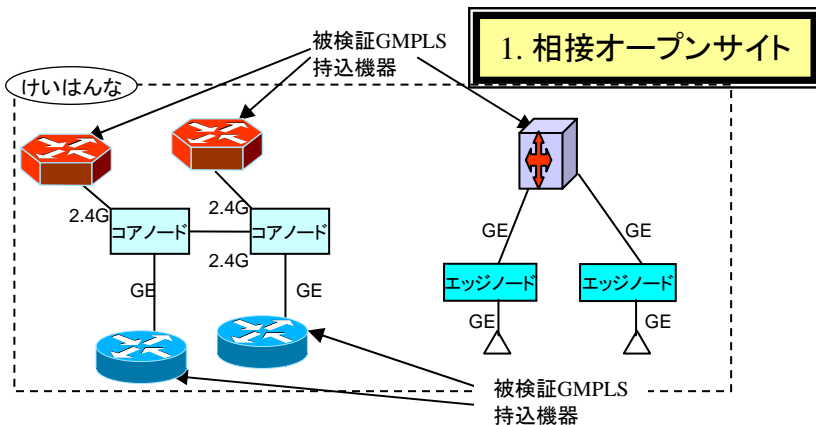 被検証GMPLS
持込機器
1. 相接オープンサイト
けいはんな
2.4G
2.4G
コアノード
コアノード
2.4G
GE
GE
GE
GE
エッジノード
エッジノード
GE
GE
被検証GMPLS
持込機器